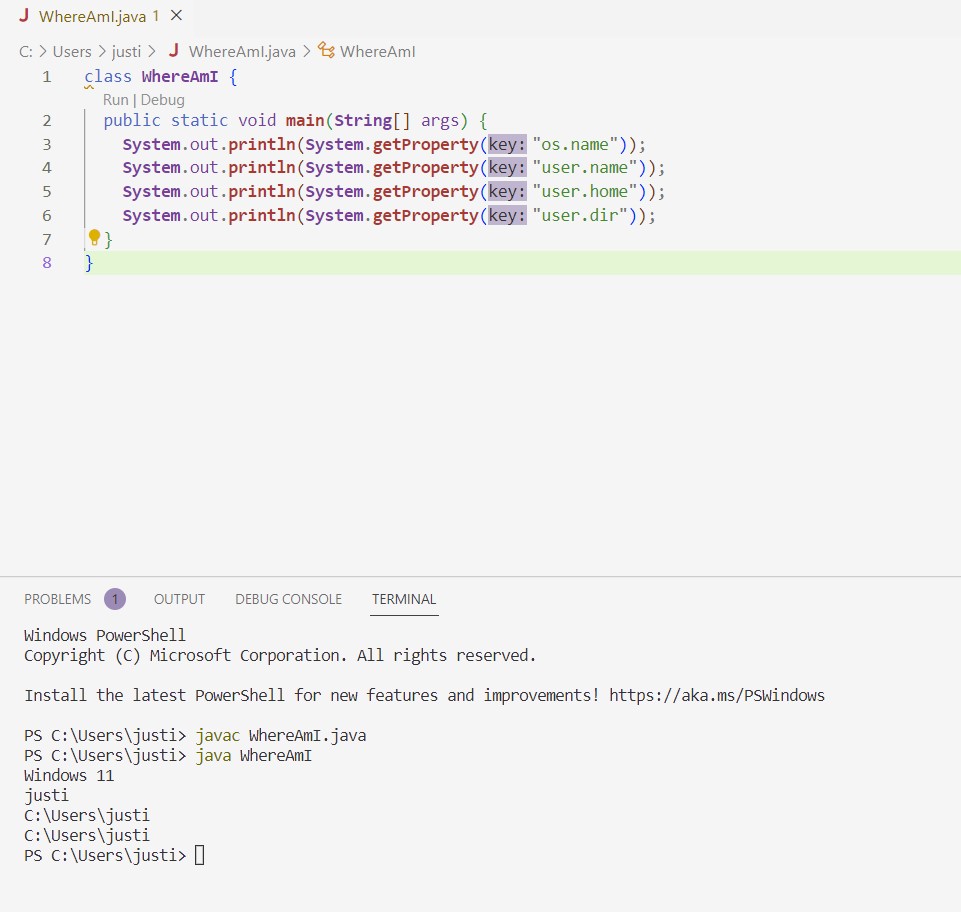 J WhereAmI.java 1 ×
C: > Users > justi > J WhereAmI.java > WhereAmI
1 class WhereAmI {
Run | Debug
2 public static void main(String[] args) {
3 System.out.println(System.getProperty(key: "os.name"));
4 System.out.println(System.getProperty(key: "user.name"));
5 System.out.println(System.getProperty(key: "user.home"));
6 System.out.println(System.getProperty(key: "user.dir"));
7 }
8 }
PROBLEMS 1 OUTPUT DEBUG CONSOLE TERMINAL
Windows PowerShell
Copyright (C) Microsoft Corporation. All rights reserved.
Install the latest PowerShell for new features and improvements! https://aka.ms/PSWindows
PS C:\Users\justi> javac WhereAmI.java
PS C:\Users\justi> java WhereAmI
Windows 11
justi
C:\Users\justi
C:\Users\justi
PS C:\Users\justi>